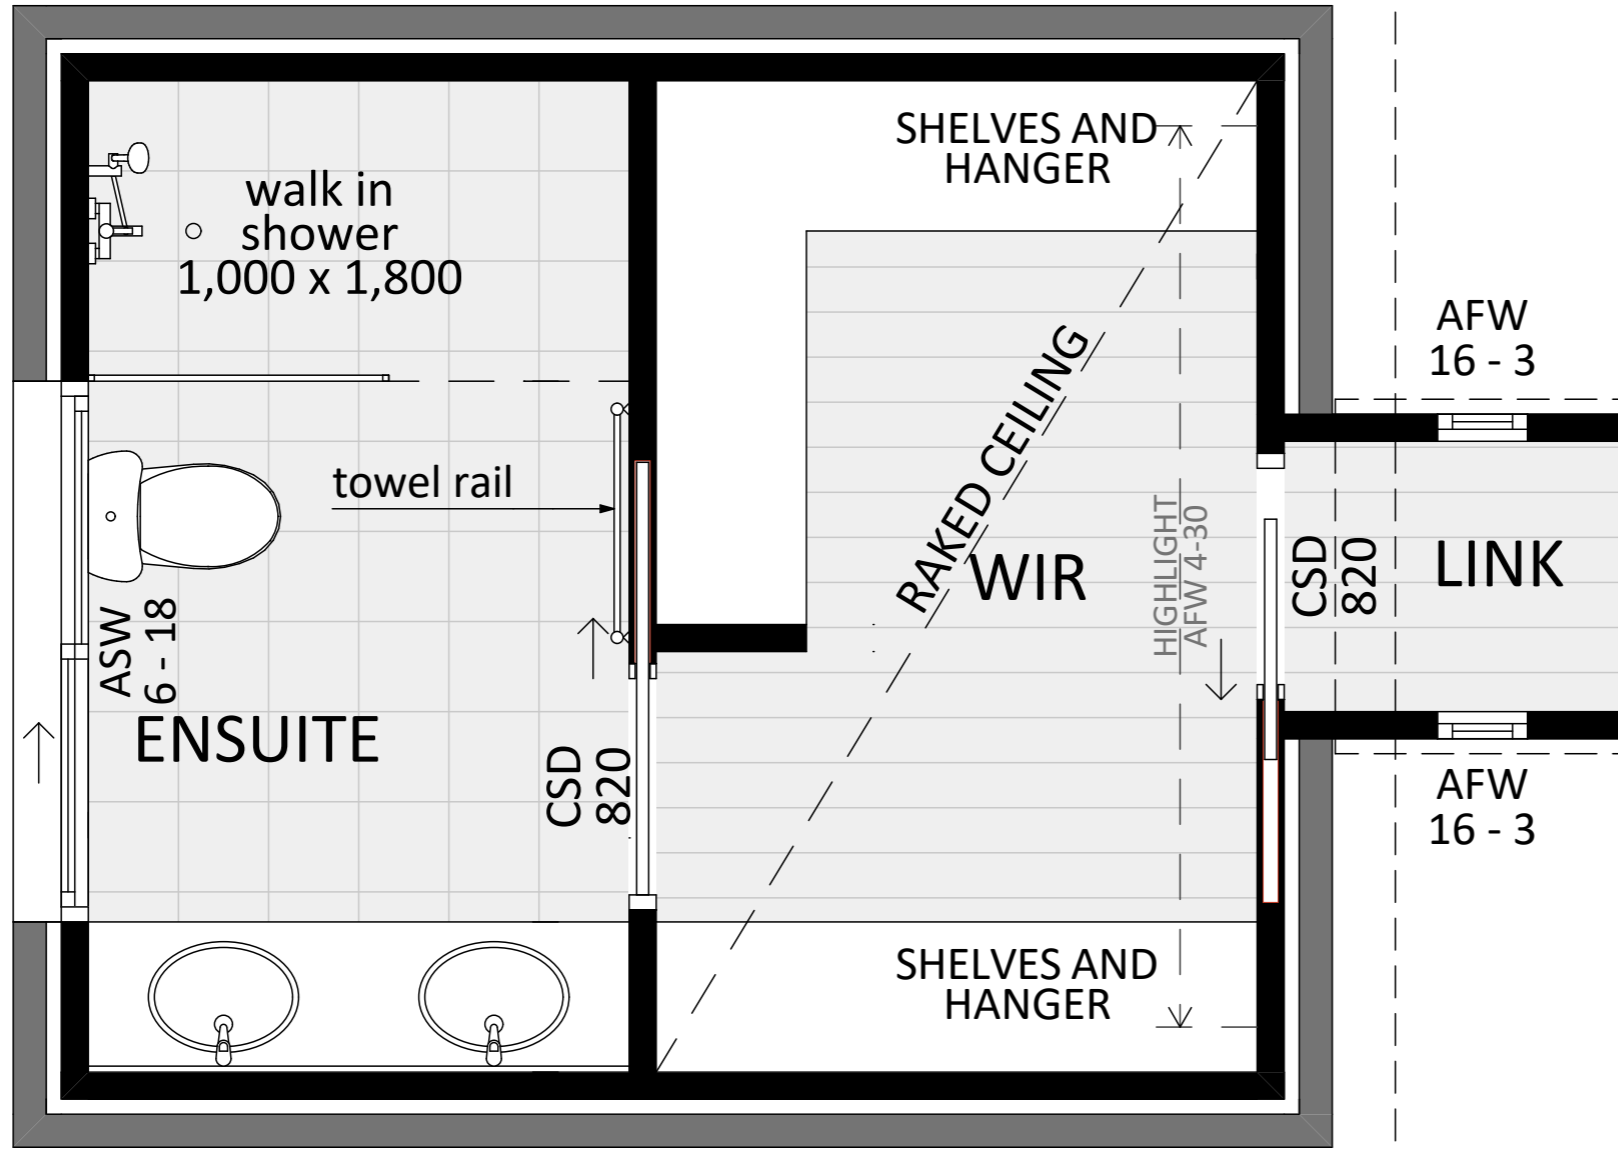 SHELVES AND
HANGER
walk in
shower
1,000 x 1,800
AFW
16 - 3
RAKED CEILING
towel rail
HIGHLIGHT
AFW 4-30
WIR
CSD
820
LINK
ASW
6 - 18
ENSUITE
CSD
820
AFW
16 - 3
SHELVES AND
HANGER